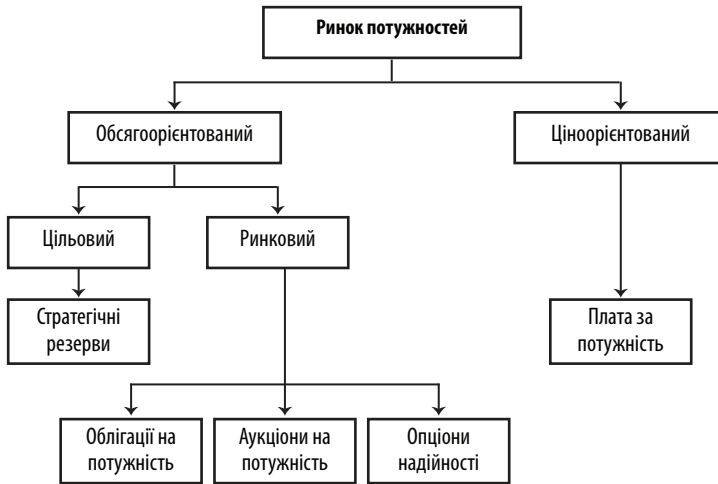 Ринок потужностей
Обсягоорієнтований
Ціноорієнтований
Цільовий
Ринковий
Стратегічні
резерви
Плата за
потужність
Облігації на
потужність
Аукціони на
потужність
Опціони
надійності